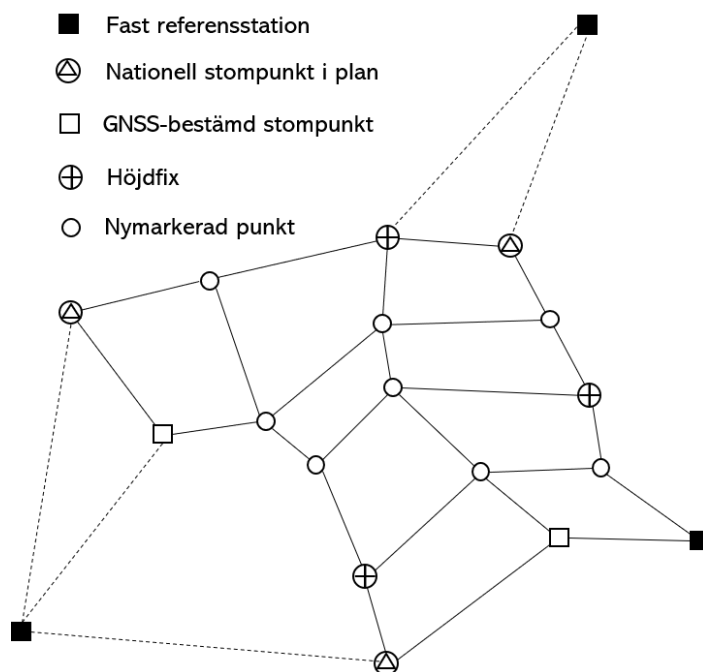 Fast referensstation
Nationell stompunkt i plan
GNSS-bestämd stompunkt
Höjdfix
Nymarkerad punkt